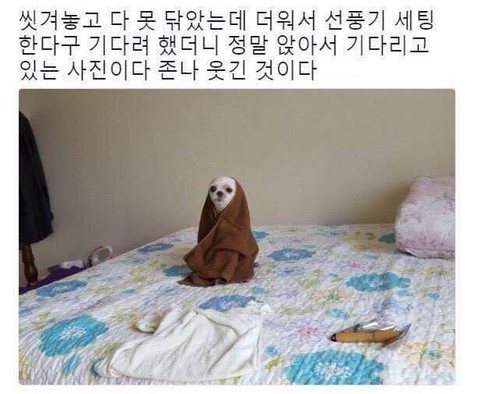 씻겨놓고 다 못 닦았는데 더워서 선풍기 세팅
한다구 기다려 했더니 정말 앉아서 기다리고
있는 사진이다 존나 웃긴 것이다